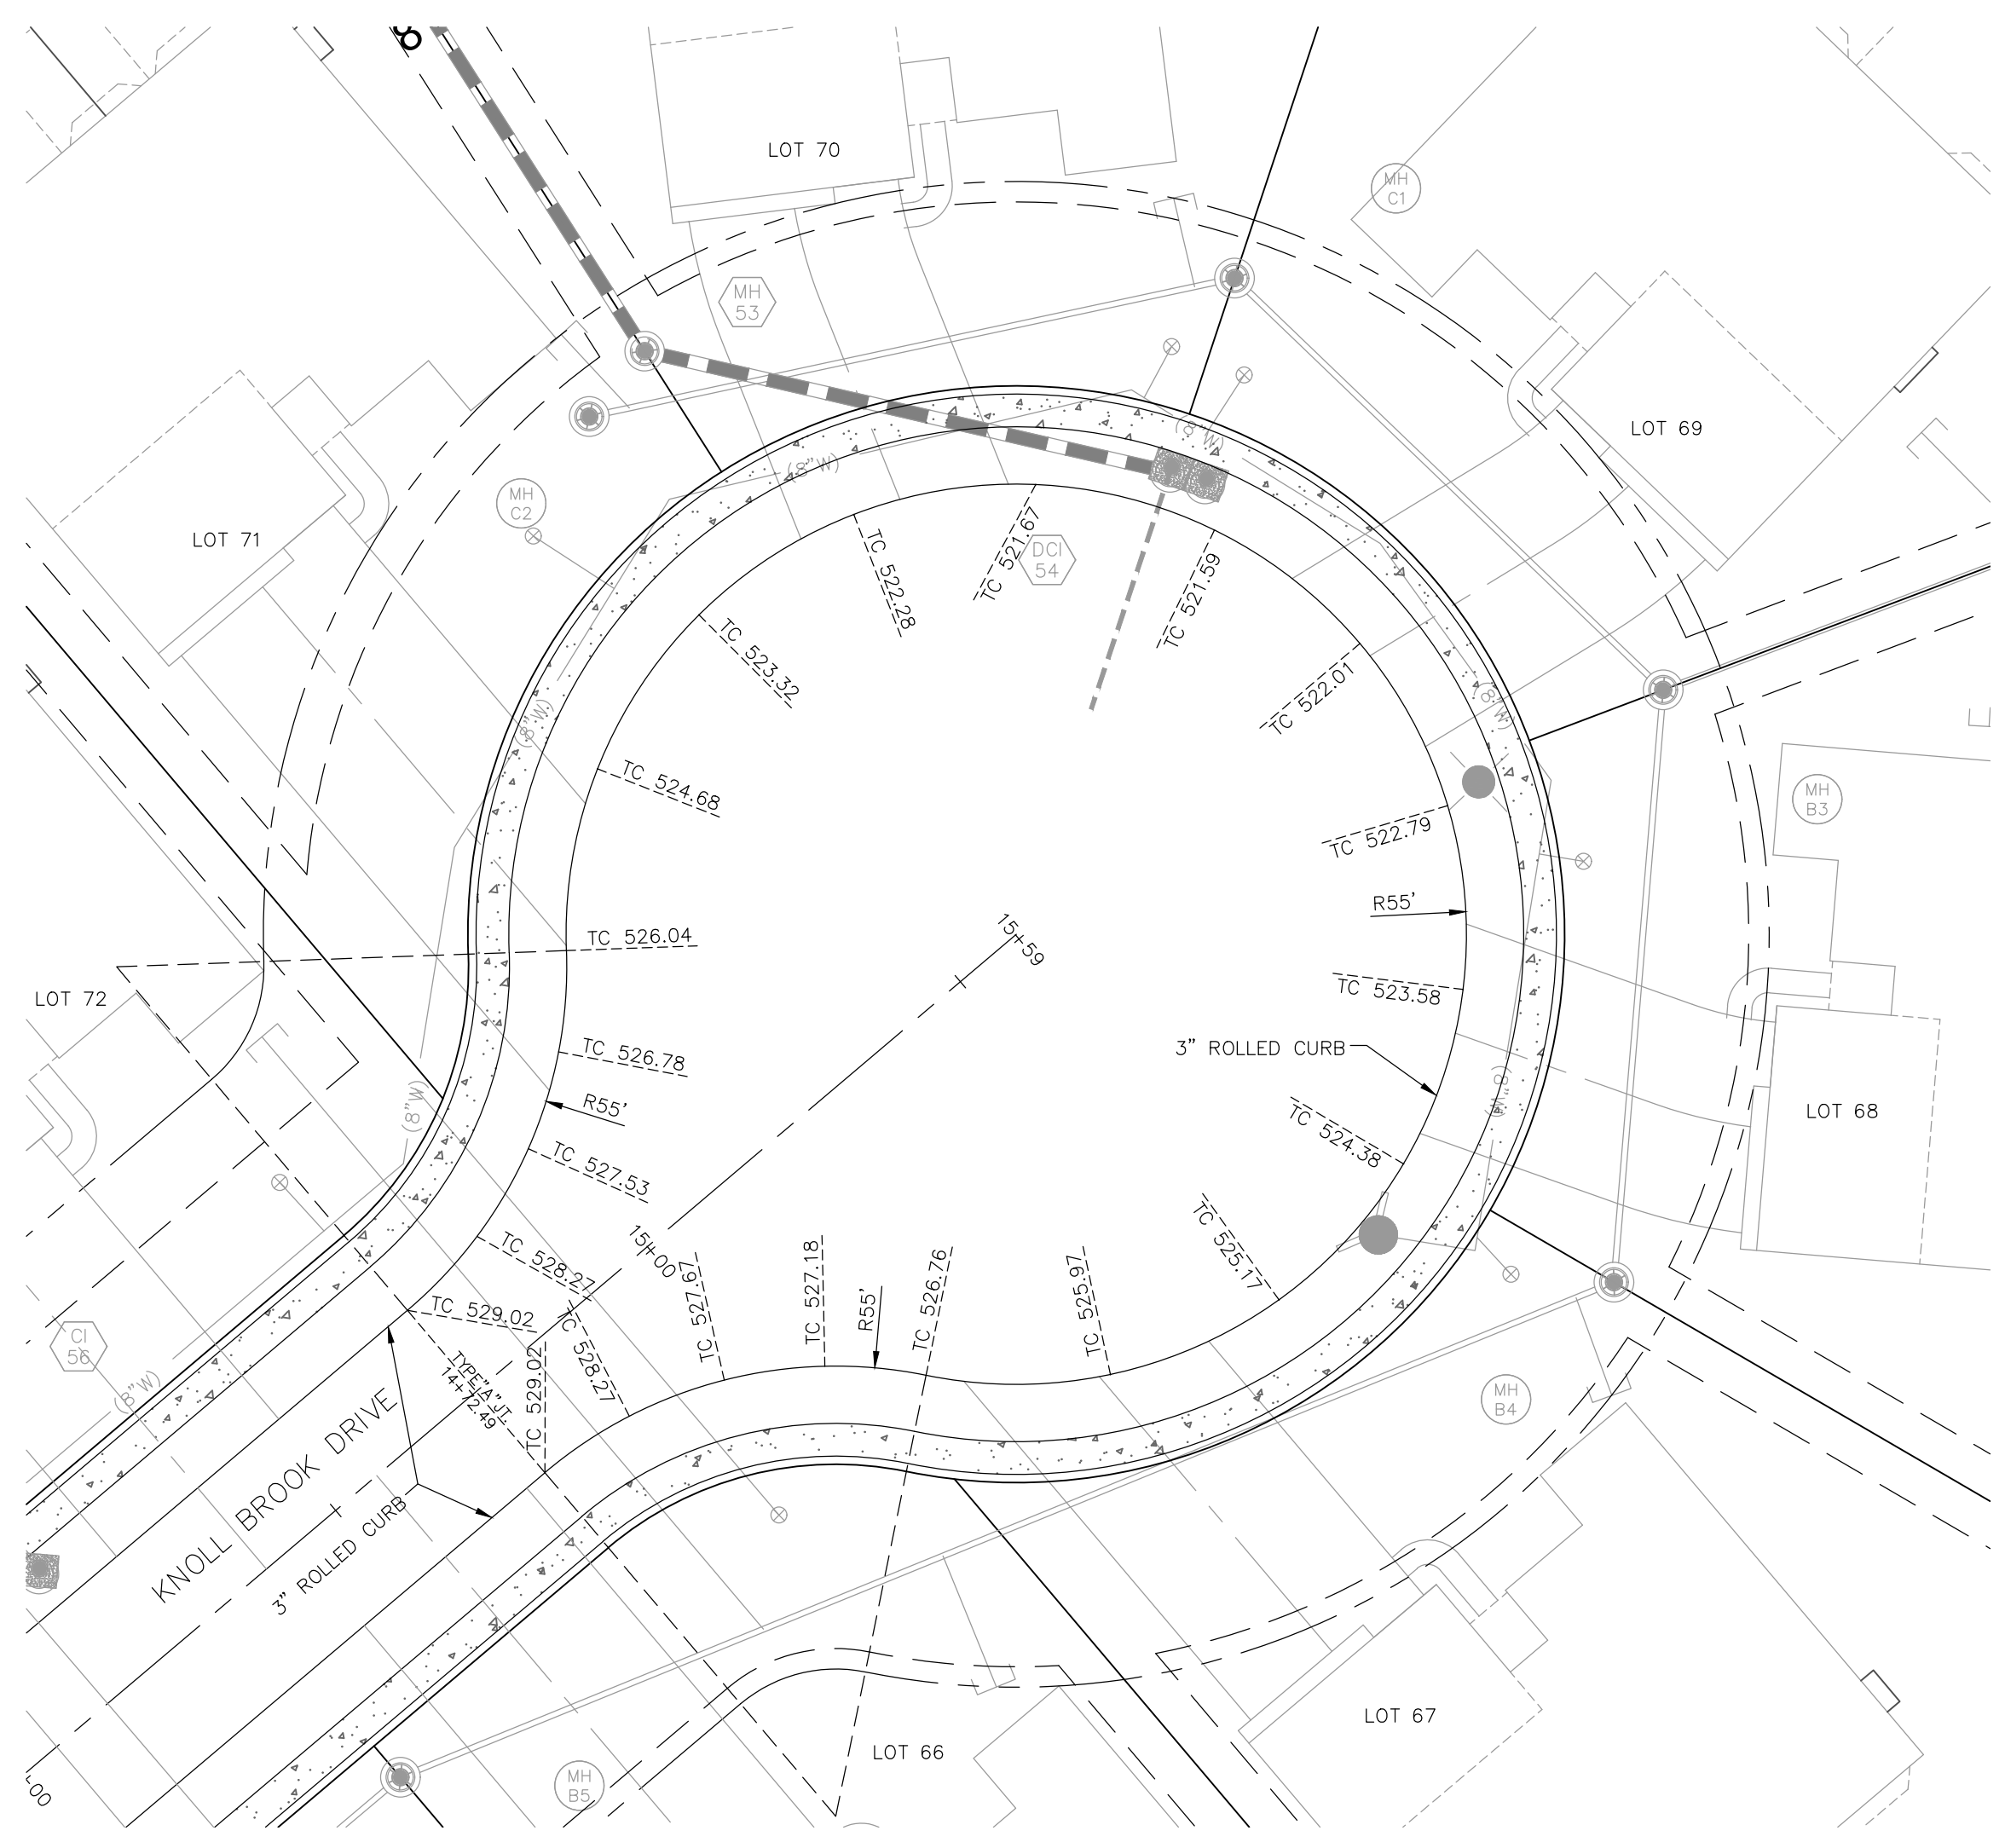 8
LOT 70
MH
C1
MH
53
(8"W)
LOT 69
(8"W)
MH
C2
LOT 71
TC 521.67
DCI
54
TC 522.28
TC 521.59
TC 523.32
TC 522.01
(8"W)
(8"W)
TC 524.68
MH
B3
TC 522.79
R55'
15+59
TC 526.04
LOT 72
TC 523.58
TC 526.78
3" ROLLED CURB
R55'
(8"W)
(8"W)
LOT 68
TC 524.38
TC 527.53
TC 528.27
15+00
TC 527.97
TC 527.18
R55'
TC 526.76
TC 525.97
TC 525.17
TC 529.02
CI
56
TC 528.27
TC 529.02
TYPE"A"JT.
14+72.49
(8"W)
MH
B4
KNOLL BROOK DRIVE
3" ROLLED CURB
LOT 67
LOT 66
MH
B5
+00